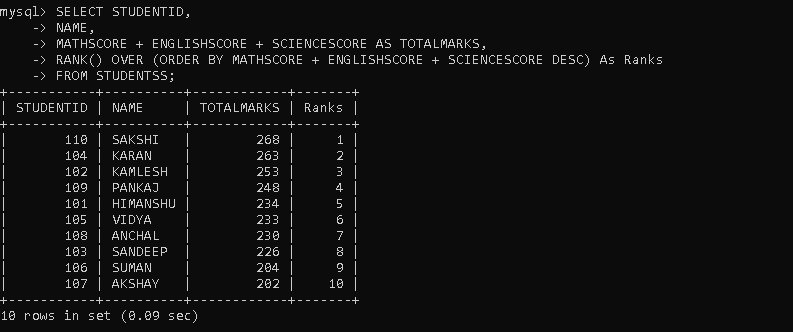 mysql> SELECT STUDENTID,
    -> NAME,
    -> MATHSCORE + ENGLISHSCORE + SCIENCESCORE AS TOTALMARKS,
    -> RANK() OVER (ORDER BY MATHSCORE + ENGLISHSCORE + SCIENCESCORE DESC) As Ranks
    -> FROM STUDENTSS;
+-----------+----------+------------+-------+
| STUDENTID | NAME     | TOTALMARKS | Ranks |
+-----------+----------+------------+-------+
|       110 | SAKSHI   |        268 |     1 |
|       104 | KARAN    |        263 |     2 |
|       102 | KAMLESH  |        253 |     3 |
|       109 | PANKAJ   |        248 |     4 |
|       101 | HIMANSHU |        234 |     5 |
|       105 | VIDYA    |        233 |     6 |
|       108 | ANCHAL   |        230 |     7 |
|       103 | SANDEEP  |        226 |     8 |
|       106 | SUMAN    |        204 |     9 |
|       107 | AKSHAY   |        202 |    10 |
+-----------+----------+------------+-------+
10 rows in set (0.09 sec)